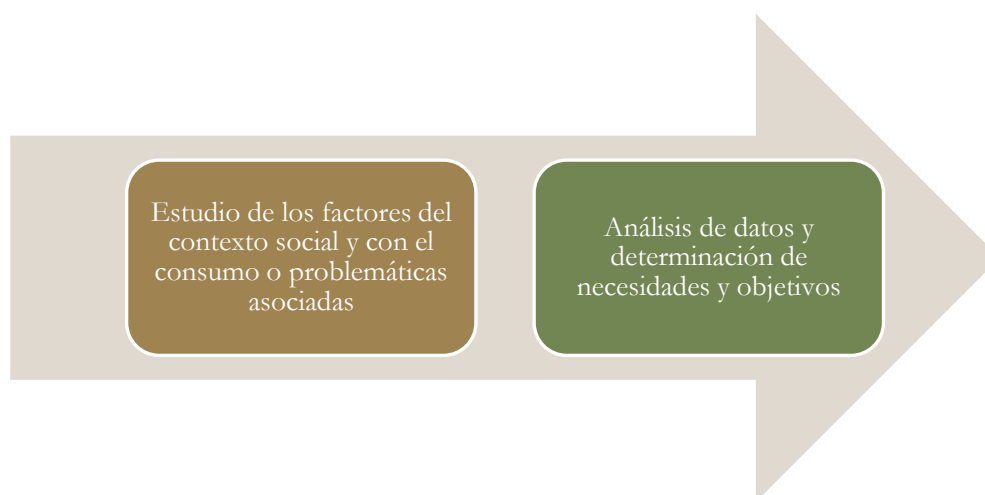 Estudio de los factores del
contexto social y con el
consumo o problemáticas
asociadas
Análisis de datos y
determinación de
necesidades y objetivos